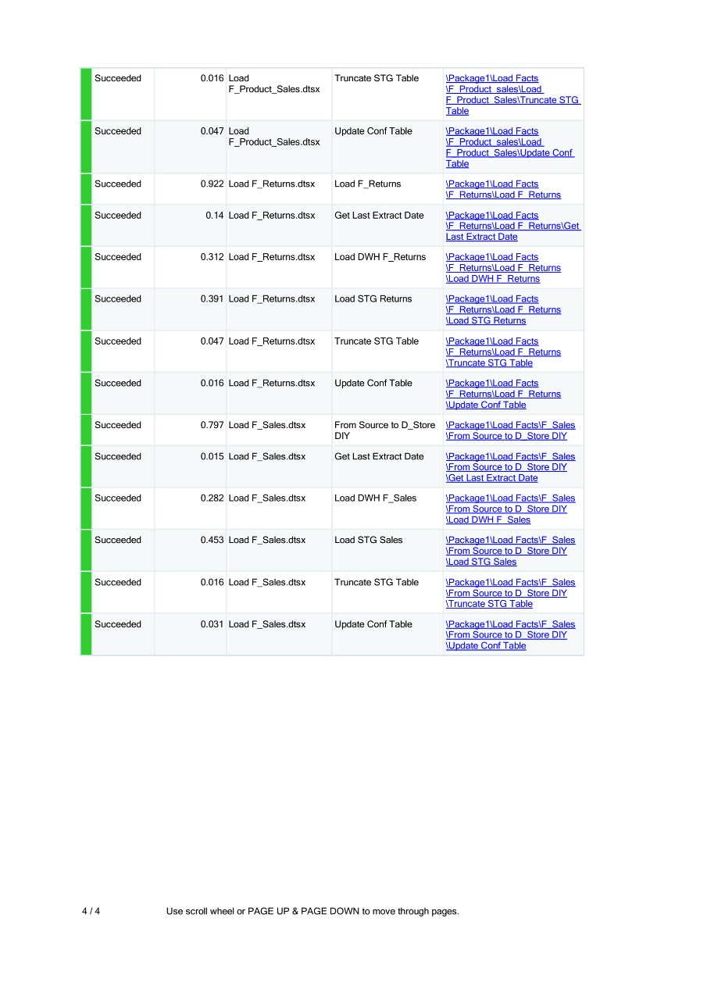 Succeeded 0.016 Load Truncate STG Table \Package1\Load Facts
F_Product_Sales.dtsx \F_Product_sales\Load
F_Product_Sales\Truncate STG
Table
Succeeded 0.047 Load Update Conf Table \Package1\Load Facts
F_Product_Sales.dtsx \F_Product_sales\Load
F_Product_Sales\Update Conf
Table
Succeeded 0.922 Load F_Returns.dtsx Load F_Returns \Package1\Load Facts
\F_Returns\Load F_Returns
Succeeded 0.14 Load F_Returns.dtsx Get Last Extract Date \Package1\Load Facts
\F_Returns\Load F_Returns\Get
Last Extract Date
Succeeded 0.312 Load F_Returns.dtsx Load DWH F_Returns \Package1\Load Facts
\F_Returns\Load F_Returns
\Load DWH F_Returns
Succeeded 0.391 Load F_Returns.dtsx Load STG Returns \Package1\Load Facts
\F_Returns\Load F_Returns
\Load STG Returns
Succeeded 0.047 Load F_Returns.dtsx Truncate STG Table \Package1\Load Facts
\F_Returns\Load F_Returns
\Truncate STG Table
Succeeded 0.016 Load F_Returns.dtsx Update Conf Table \Package1\Load Facts
\F_Returns\Load F_Returns
\Update Conf Table
Succeeded 0.797 Load F_Sales.dtsx From Source to D_Store \Package1\Load Facts\F_Sales
DIY \From Source to D_Store DIY
Succeeded 0.015 Load F_Sales.dtsx Get Last Extract Date \Package1\Load Facts\F_Sales
\From Source to D_Store DIY
\Get Last Extract Date
Succeeded 0.282 Load F_Sales.dtsx Load DWH F_Sales \Package1\Load Facts\F_Sales
\From Source to D_Store DIY
\Load DWH F_Sales
Succeeded 0.453 Load F_Sales.dtsx Load STG Sales \Package1\Load Facts\F_Sales
\From Source to D_Store DIY
\Load STG Sales
Succeeded 0.016 Load F_Sales.dtsx Truncate STG Table \Package1\Load Facts\F_Sales
\From Source to D_Store DIY
\Truncate STG Table
Succeeded 0.031 Load F_Sales.dtsx Update Conf Table \Package1\Load Facts\F_Sales
\From Source to D_Store DIY
\Update Conf Table
4 / 4 Use scroll wheel or PAGE UP & PAGE DOWN to move through pages.